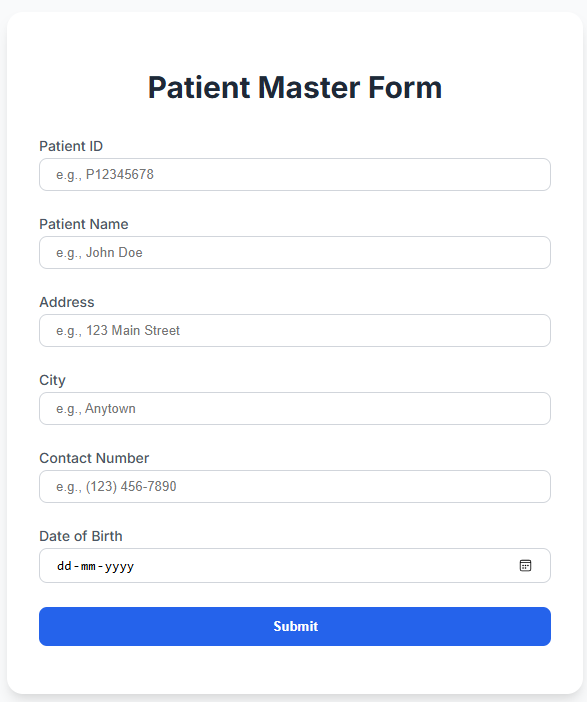 Patient Master Form
Patient ID
e.g., P12345678
Patient Name
e.g., John Doe
Address
e.g., 123 Main Street
City
e.g., Anytown
Contact Number
e.g., (123) 456-7890
Date of Birth
dd-mm-yyyy
Submit